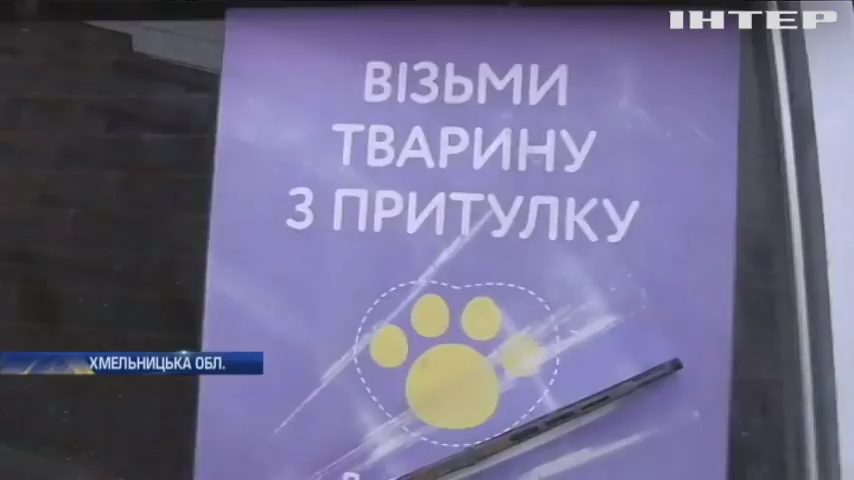 ІНТЕР
ВІЗЬМИ
ТВАРИНУ
З ПРИТУЛКУ
ХМЕЛЬНИЦЬКА ОБЛ.